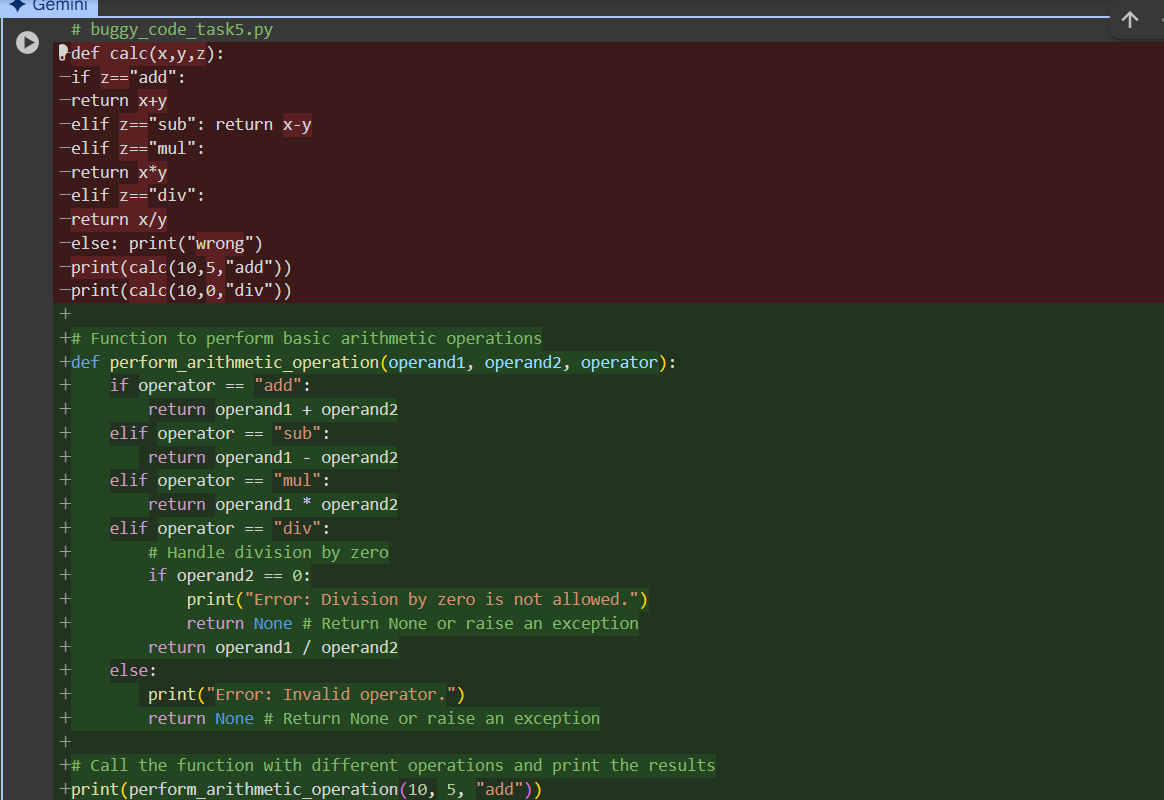 Gemini
# buggy_code_task5.py
def calc(x,y,z):
-if z=="add":
-return x+y
-elif z=="sub": return x-y
-elif z=="mul":
-return x*y
-elif z=="div":
-return x/y
-else: print("wrong")
-print(calc(10,5,"add"))
-print(calc(10,0,"div"))
+
+# Function to perform basic arithmetic operations
+def perform_arithmetic_operation(operand1, operand2, operator):
+    if operator == "add":
+        return operand1 + operand2
+    elif operator == "sub":
+        return operand1 - operand2
+    elif operator == "mul":
+        return operand1 * operand2
+    elif operator == "div":
+        # Handle division by zero
+        if operand2 == 0:
+            print("Error: Division by zero is not allowed.")
+            return None # Return None or raise an exception
+        return operand1 / operand2
+    else:
+        print("Error: Invalid operator.")
+        return None # Return None or raise an exception
+
+# Call the function with different operations and print the results
+print(perform_arithmetic_operation(10, 5, "add"))